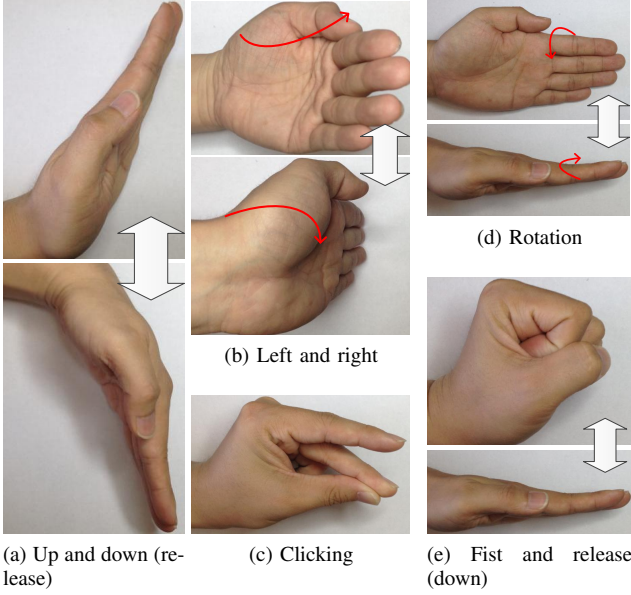 (d) Rotation
(b) Left and right
(a) Up and down (re-
lease)
(c) Clicking
(e) Fist and release
(down)